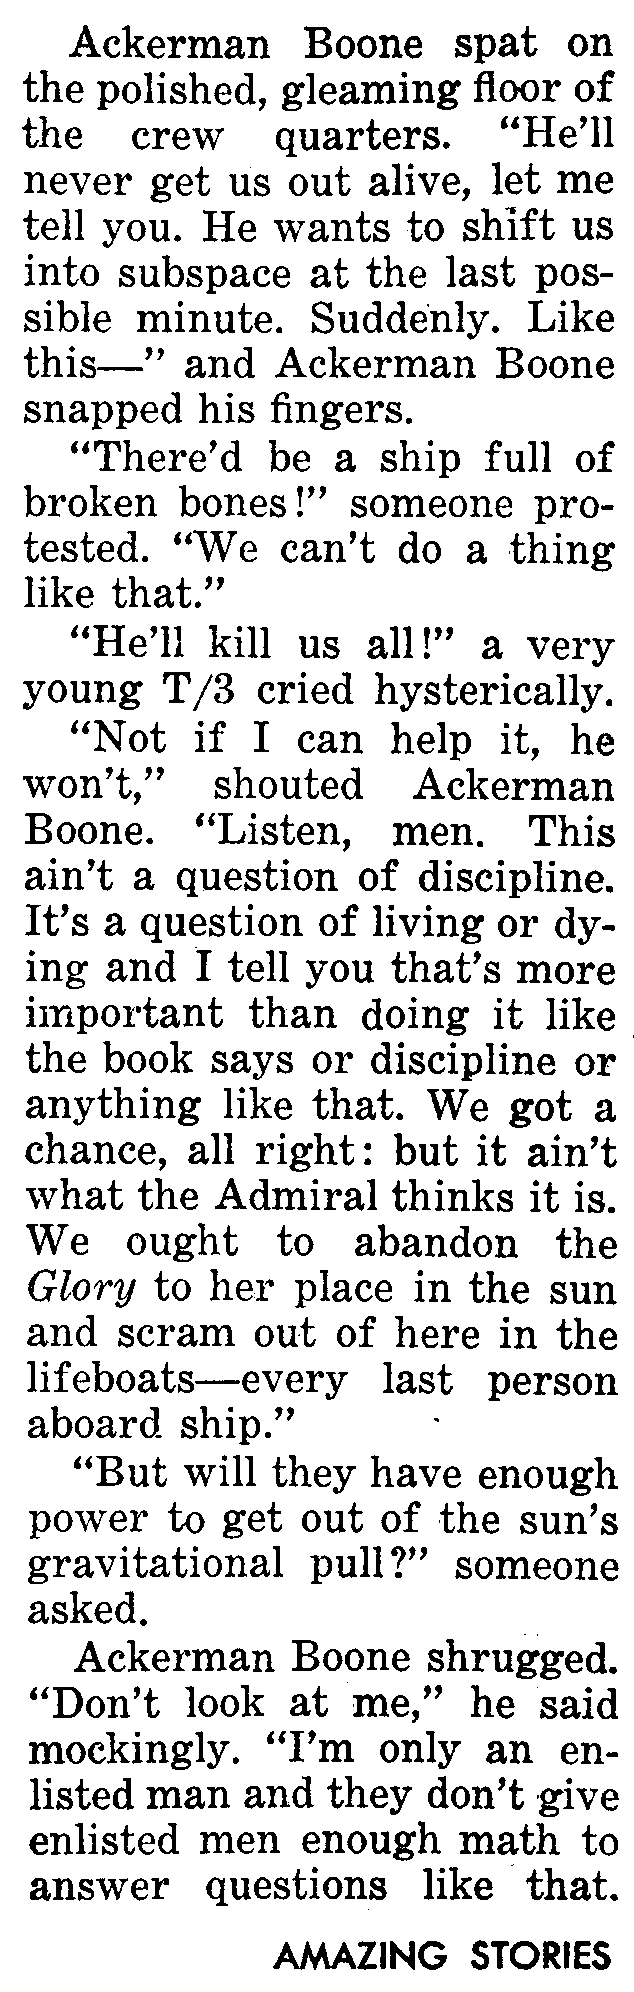 Ackerman Boone spat on
the polished, gleaming floor of
the crew quarters. “He’ll
never get us out alive, let me
tell you. He wants to shift us
into subspace at the last pos-
sible minute. Suddenly. Like
this—” and Ackerman Boone
snapped his fingers.
“There’d be a ship full of
broken bones!” someone pro-
tested. “We can’t do a thing
like that.”
“He’ll kill us all!” a very
young T/3 cried hysterically.
“Not if I can help it, he
won’t,” shouted Ackerman
Boone. “Listen, men. This
ain’t a question of discipline.
It’s a question of living or dy-
ing and I tell you that’s more
important than doing it like
the book says or discipline or
anything like that. We got a
chance, all right: but it ain’t
what the Admiral thinks it is.
We ought to abandon the
Glory to her place in the sun
and scram out of here in the
lifeboats—every last person
aboard ship.”
“But will they have enough
power to get out of the sun’s
gravitational pull?” someone
asked.
Ackerman Boone shrugged.
“Don’t look at me,” he said
mockingly. “I’m only an en-
listed man and they don’t give
enlisted men enough math to
answer questions like that.
AMAZING STORIES